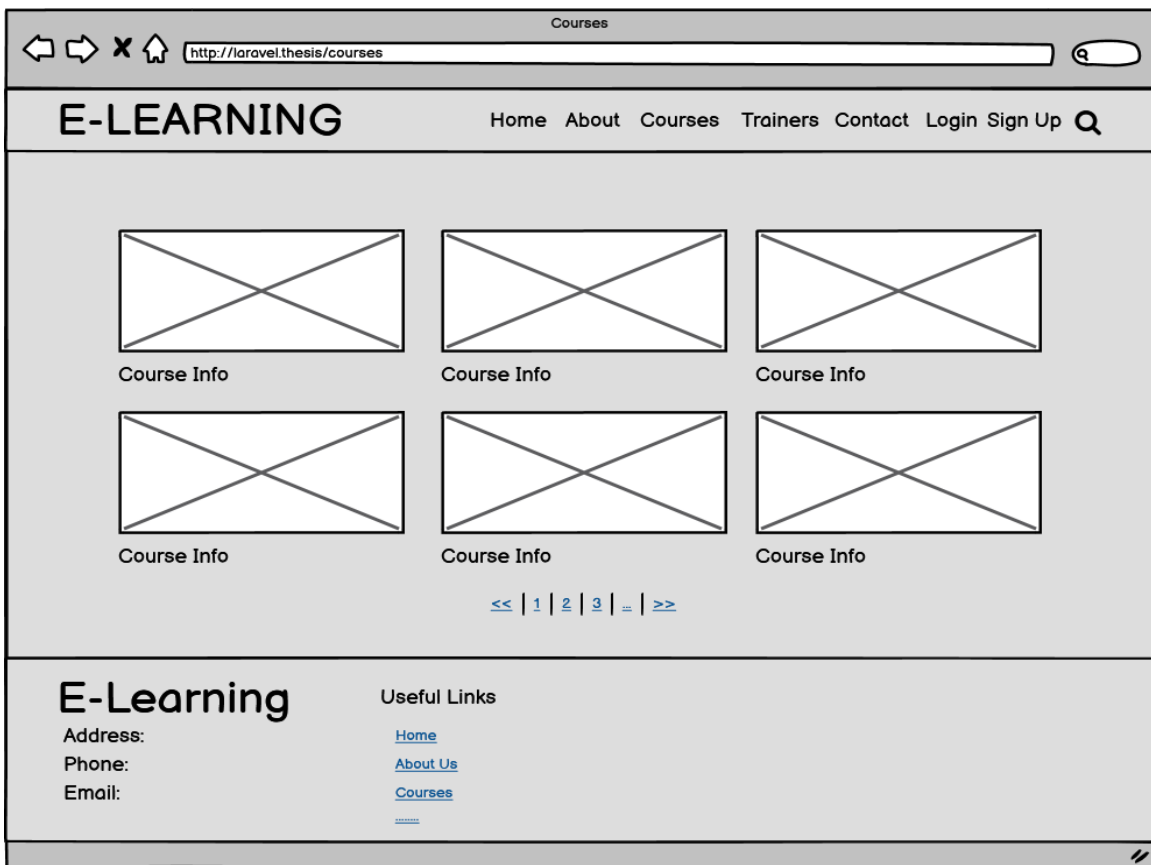 Courses
http://laravel.thesis/courses
E-LEARNING Home About Courses Trainers Contact Login Sign Up
Course Info Course Info Course Info
Course Info Course Info Course Info
<< | 1 | 2 | 3 | ... | >>
E-Learning Useful Links
Address: Home
Phone: About Us
Email: Courses
........